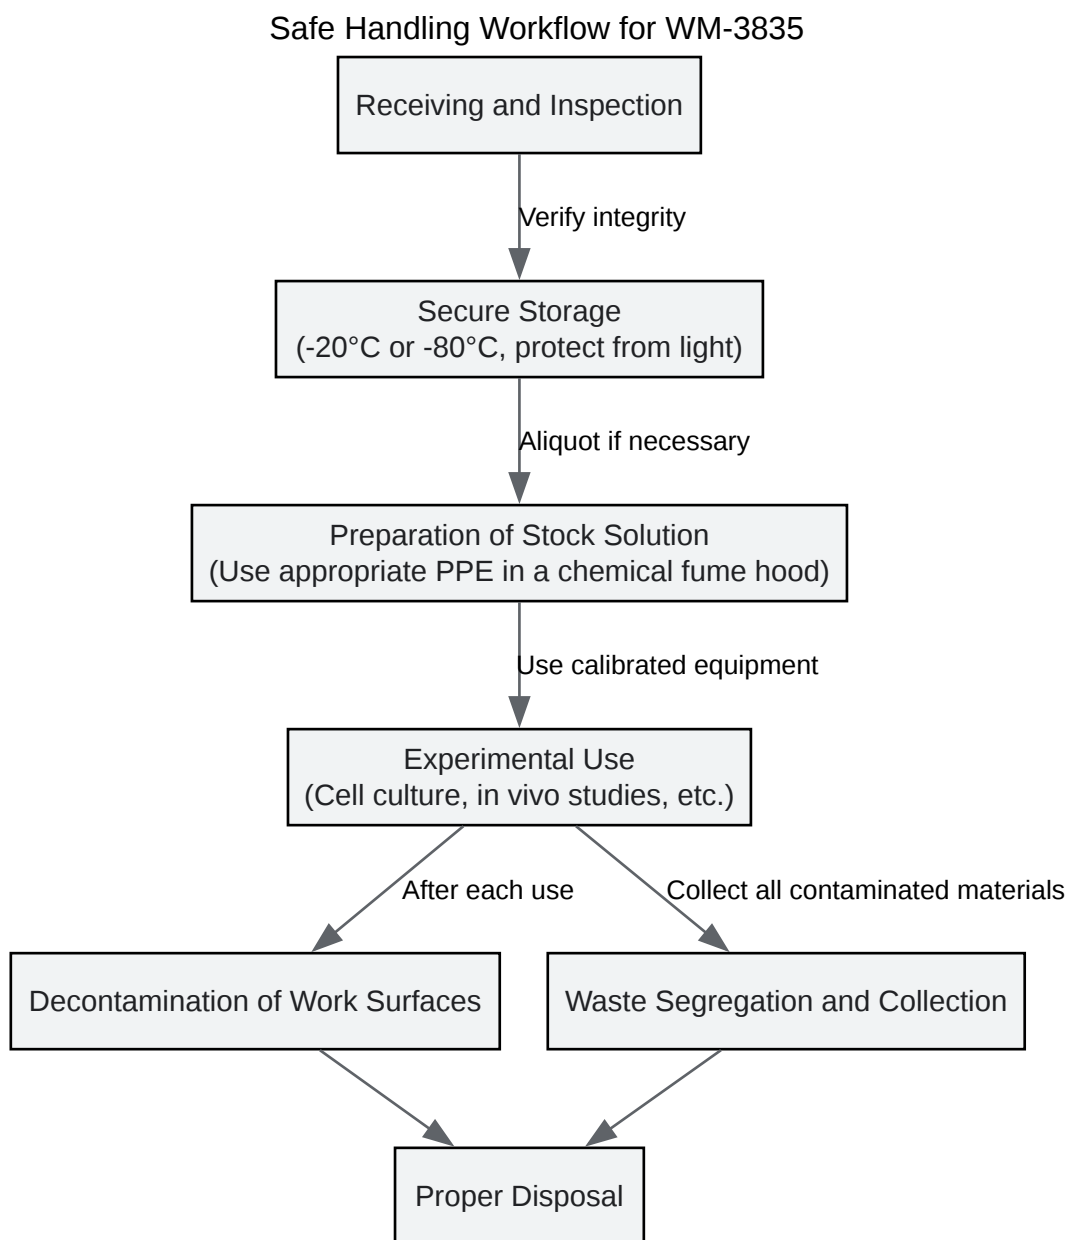 Safe Handling Workflow for WM-3835
Receiving and Inspection
Verify integrity
Secure Storage
(-20°C or -80°C, protect from light)
Aliquot if necessary
Preparation of Stock Solution
(Use appropriate PPE in a chemical fume hood)
Use calibrated equipment
Experimental Use
(Cell culture, in vivo studies, etc.)
After each use
Collect all contaminated materials
Decontamination of Work Surfaces
Waste Segregation and Collection
Proper Disposal